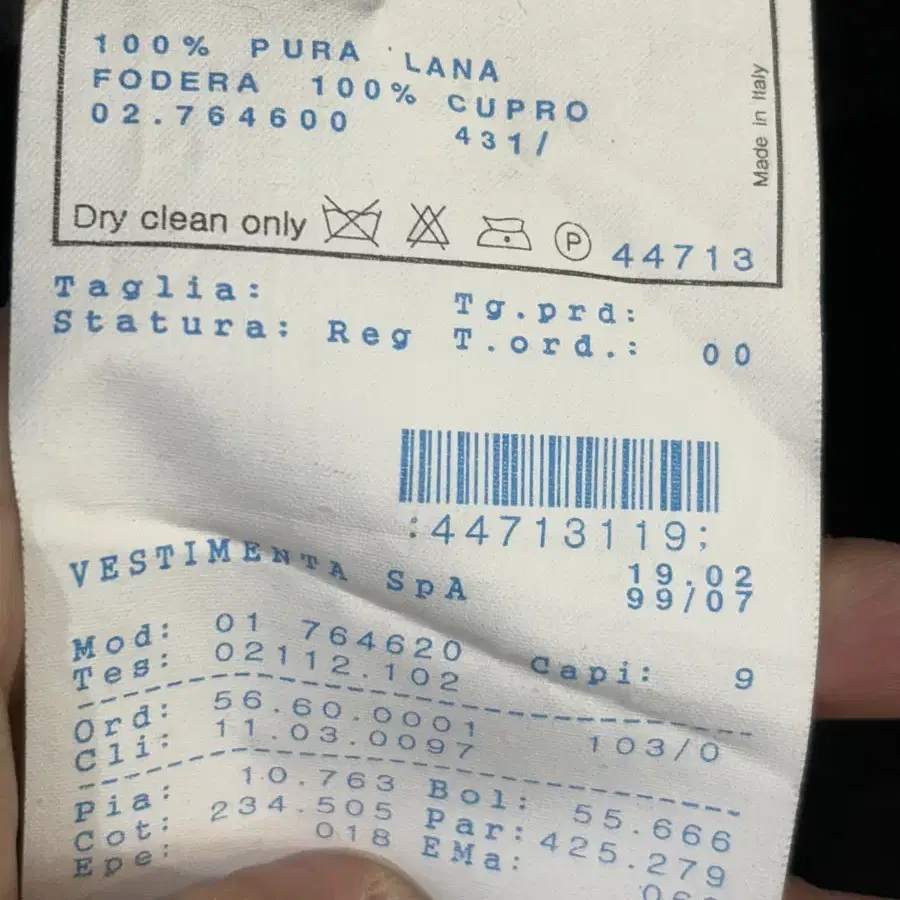 100% PURA LANA
FODERA 100% CUPRO
02.764600 431/
Made in Italy
Dry clean only P 44713
Taglia: Tg.prd:
Statura: Reg T.ord.: 00
:44713119;
VESTIMENTA SpA 19.02
99/07
Mod: 01 764620 Capi: 9
Tes: 02112.102
Ord: 56.60.0001 103/0
Cli: 11.03.0097
Pia: 10.763 Bol: 55.666
Cot: 234.505 Par: 425.279
Epe: 018 EMa: